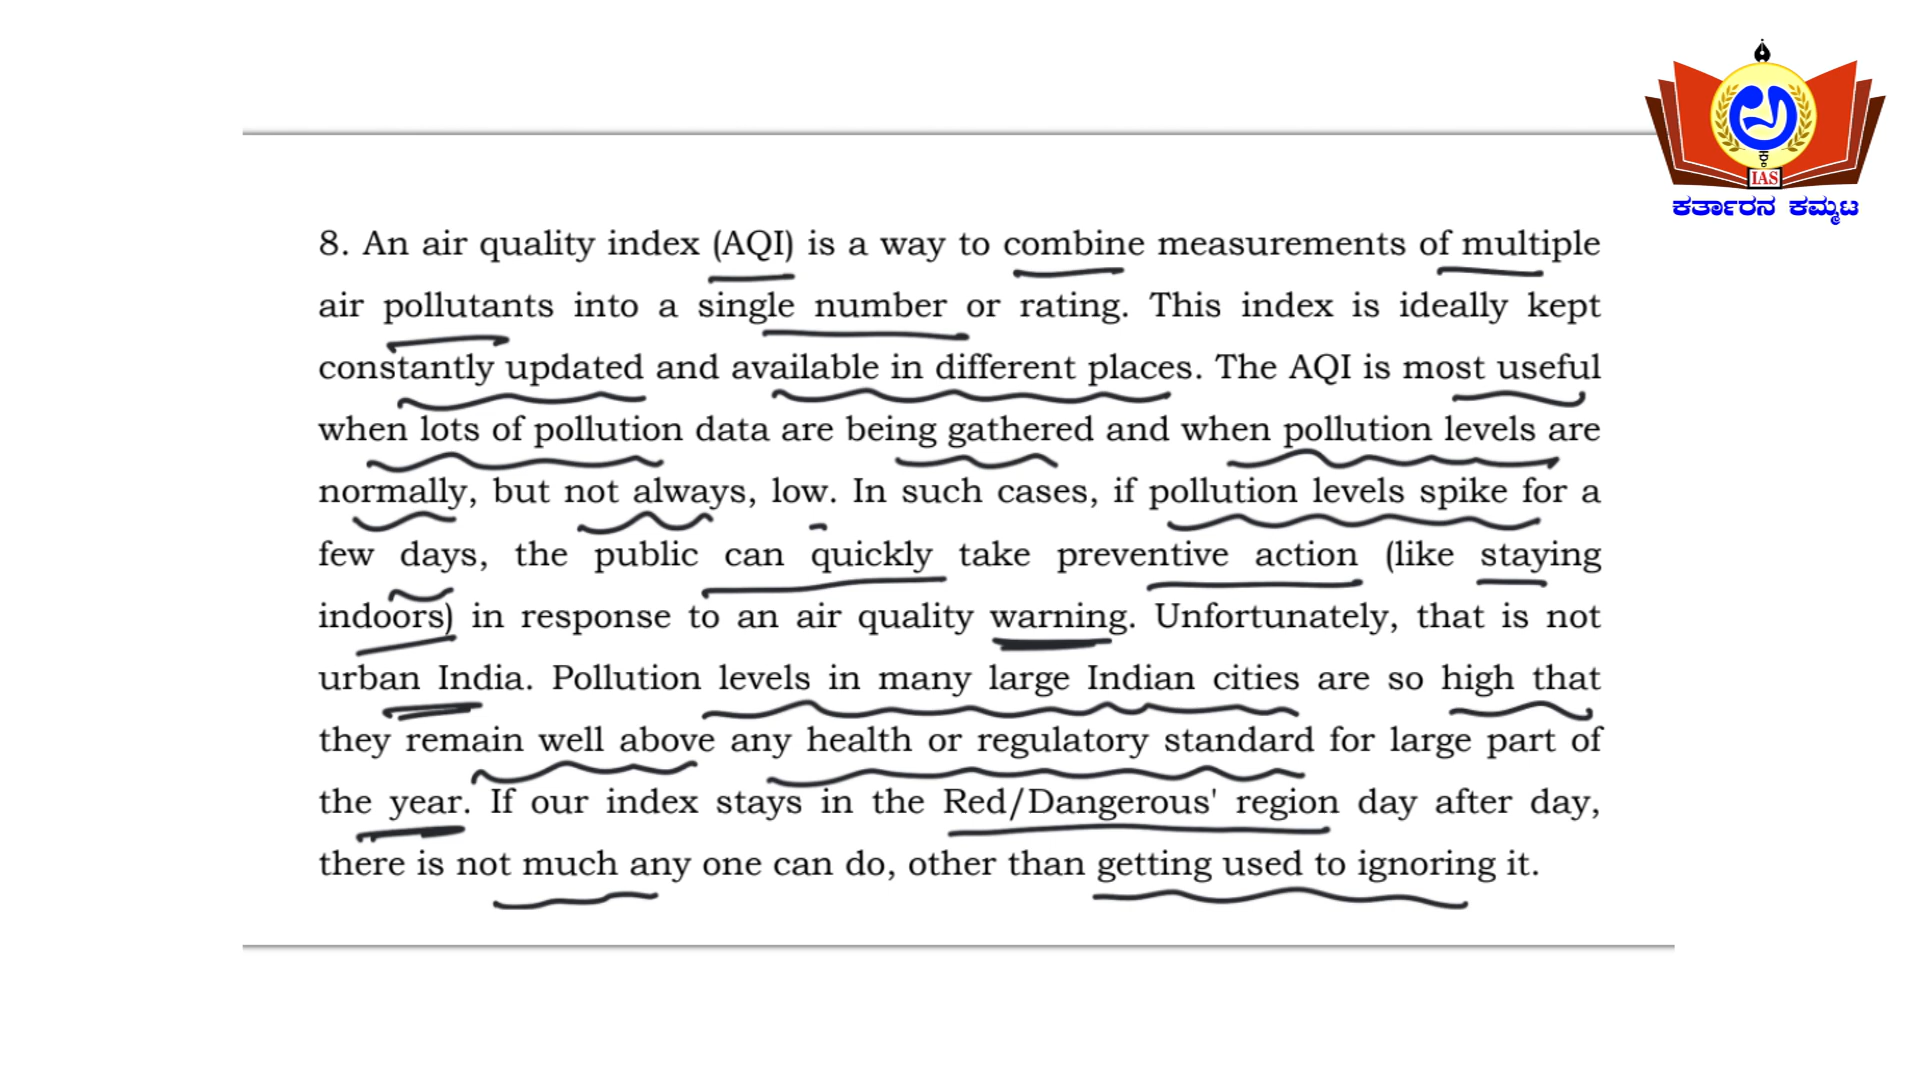 ಕ್ಕ
IAS
ಕರ್ತಾರನ ಕಮ್ಮಟ
8. An air quality index (AQI) is a way to combine measurements of multiple
air pollutants into a single number or rating. This index is ideally kept
constantly updated and available in different places. The AQI is most useful
when lots of pollution data are being gathered and when pollution levels are
normally, but not always, low. In such cases, if pollution levels spike for a
few days, the public can quickly take preventive action (like staying
indoors) in response to an air quality warning. Unfortunately, that is not
urban India. Pollution levels in many large Indian cities are so high that
they remain well above any health or regulatory standard for large part of
the year. If our index stays in the Red/Dangerous' region day after day,
there is not much any one can do, other than getting used to ignoring it.